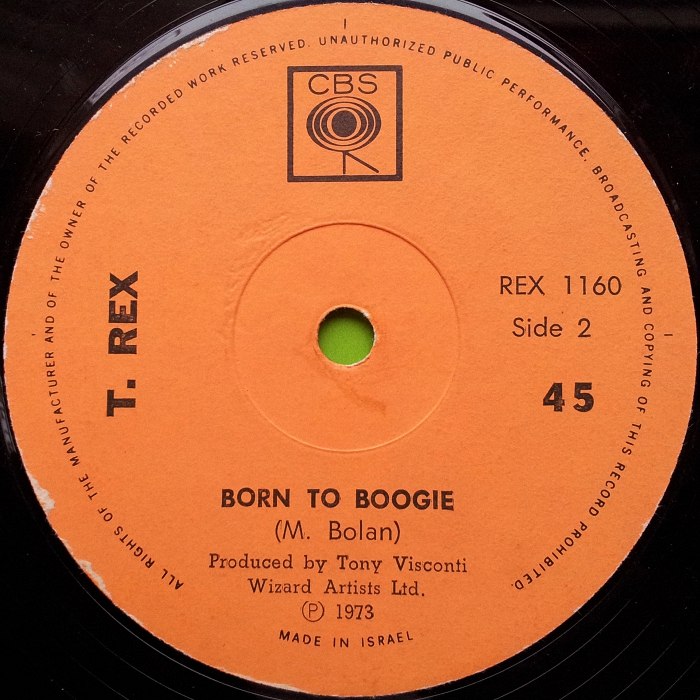 ALL RIGHTS OF THE MANUFACTURER AND OF THE OWNER OF THE RECORDED WORK RESERVED. UNAUTHORIZED PUBLIC PERFORMANCE, BROADCASTING AND COPYING OF THIS RECORD PROHIBITED.
CBS
T. REX
REX 1160
Side 2
45
BORN TO BOOGIE
(M. Bolan)
Produced by Tony Visconti
Wizard Artists Ltd.
Ⓟ 1973
MADE IN ISRAEL